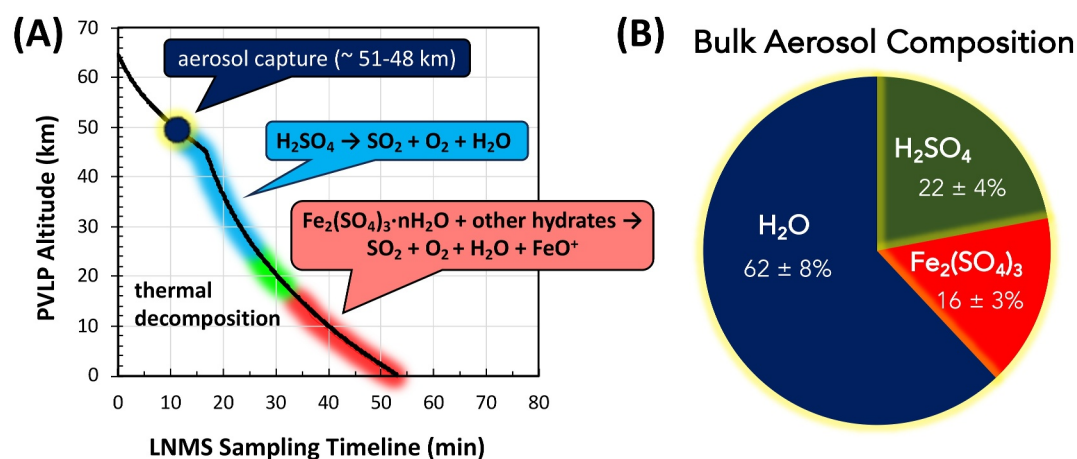 (A)
70
60
50
40
30
20
10
0
PVLP Altitude (km)
aerosol capture (~ 51-48 km)
H₂SO₄ → SO₂ + O₂ + H₂O
Fe₂(SO₄)₃·nH₂O + other hydrates →
SO₂ + O₂ + H₂O + FeO⁺
thermal
decomposition
0 10 20 30 40 50 60 70 80
LNMS Sampling Timeline (min)
(B) Bulk Aerosol Composition
H₂SO₄
22 ± 4%
H₂O
62 ± 8%
Fe₂(SO₄)₃
16 ± 3%